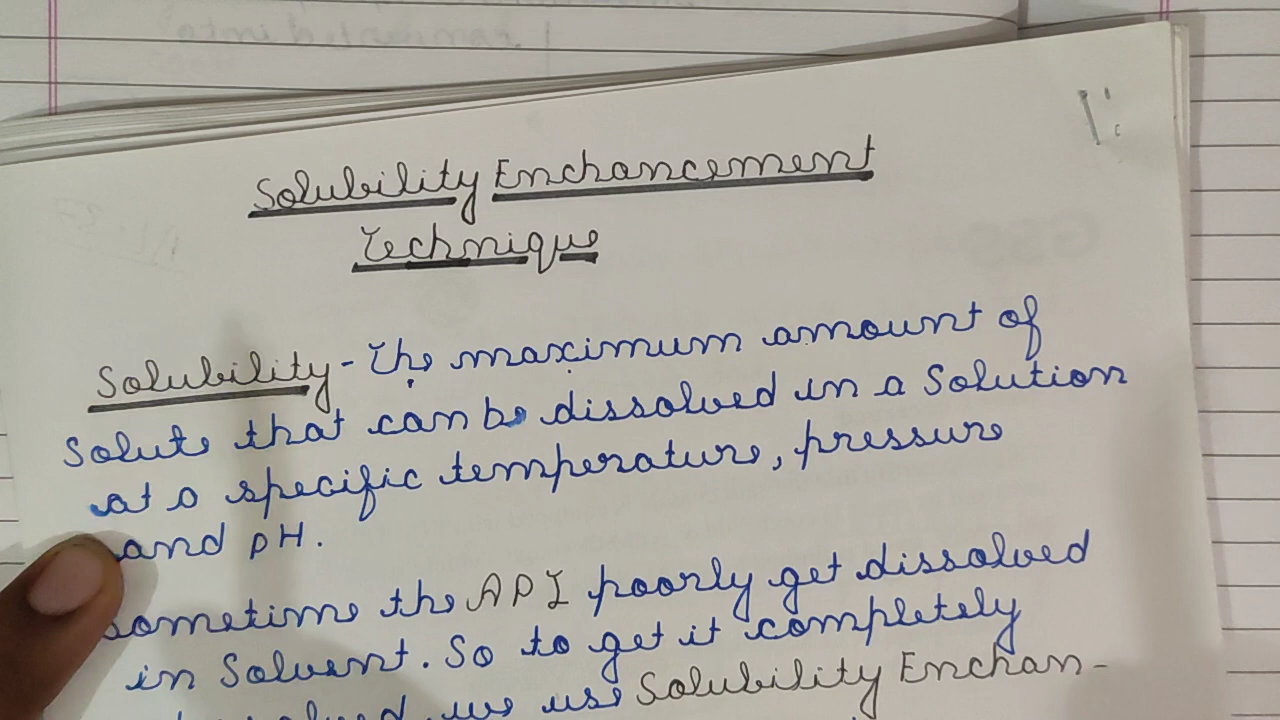 Solubility Enchancement
Technique
Solubility - The maximum amount of
Solute that can be dissolved in a Solution
at a specific temperature, pressure
and pH.
sometime the API poorly get dissolved
in Solvent. So to get it completely
we use Solubility Enchan-